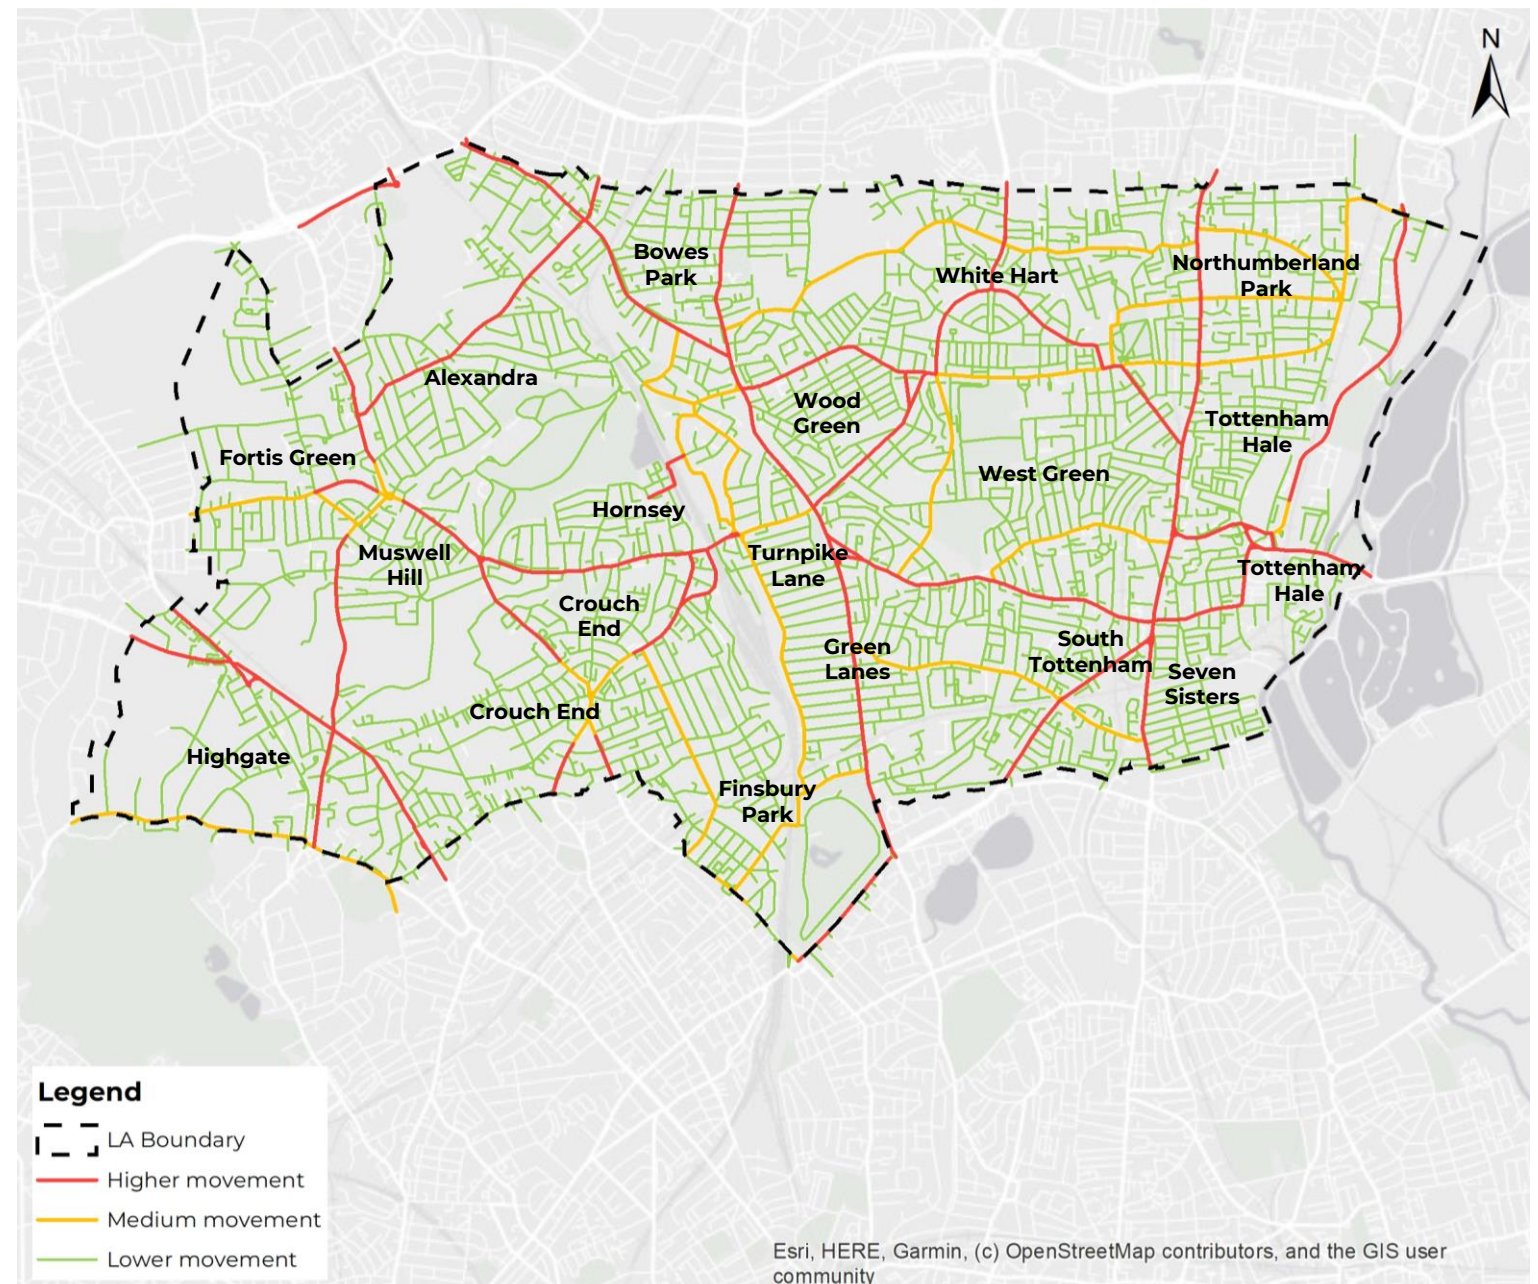 N
Bowes
Park
White Hart
Northumberland
Park
Alexandra
Wood
Green
Tottenham
Hale
Fortis Green
West Green
Hornsey
Muswell
Hill
Turnpike
Lane
Tottenham
Hale
Crouch
End
Green
Lanes
South
Tottenham
Seven
Sisters
Crouch End
Highgate
Finsbury
Park
Legend
LA Boundary
Higher movement
Medium movement
Lower movement
Esri, HERE, Garmin, (c) OpenStreetMap contributors, and the GIS user
community